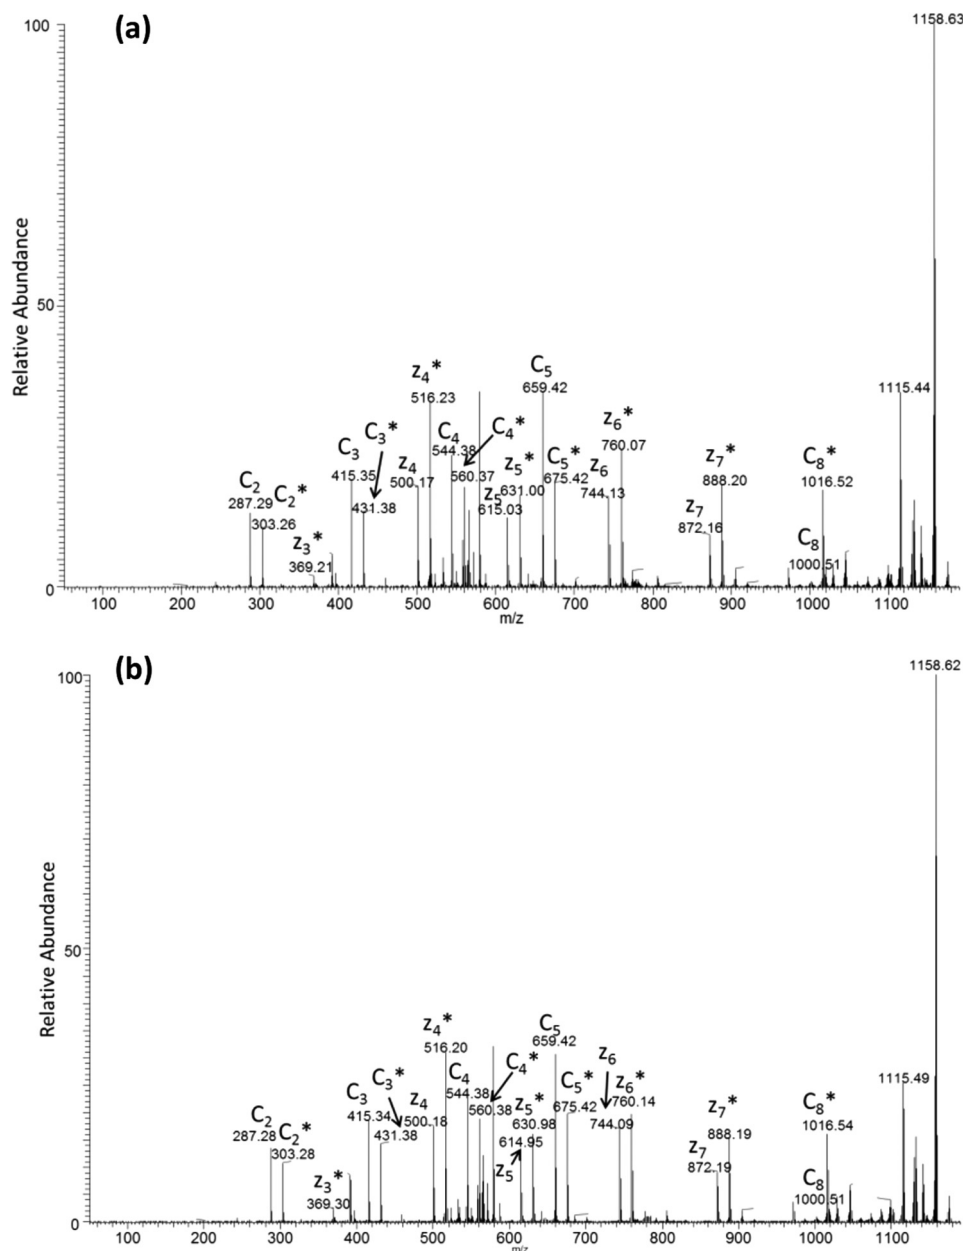 (a)
1158.63
100
50
0
Relative Abundance
C2 287.29
C2* 303.26
z3* 369.21
C3 415.35
C3* 431.38
z4 500.17
z4* 516.23
C4 544.38
C4* 560.37
z5 615.03
z5* 631.00
C5 659.42
C5* 675.42
z6 744.13
z6* 760.07
z7 872.16
z7* 888.20
C8 1000.51
C8* 1016.52
1115.44
100 200 300 400 500 600 700 800 900 1000 1100
m/z
(b)
1158.62
100
50
0
Relative Abundance
C2 287.28
C2* 303.28
z3* 369.30
C3 415.34
C3* 431.38
z4 500.18
z4* 516.20
C4 544.38
C4* 560.38
z5 614.95
z5* 630.98
C5 659.42
C5* 675.42
z6 744.09
z6* 760.14
z7 872.19
z7* 888.19
C8 1000.51
C8* 1016.54
1115.49
100 200 300 400 500 600 700 800 900 1000 1100
m/z